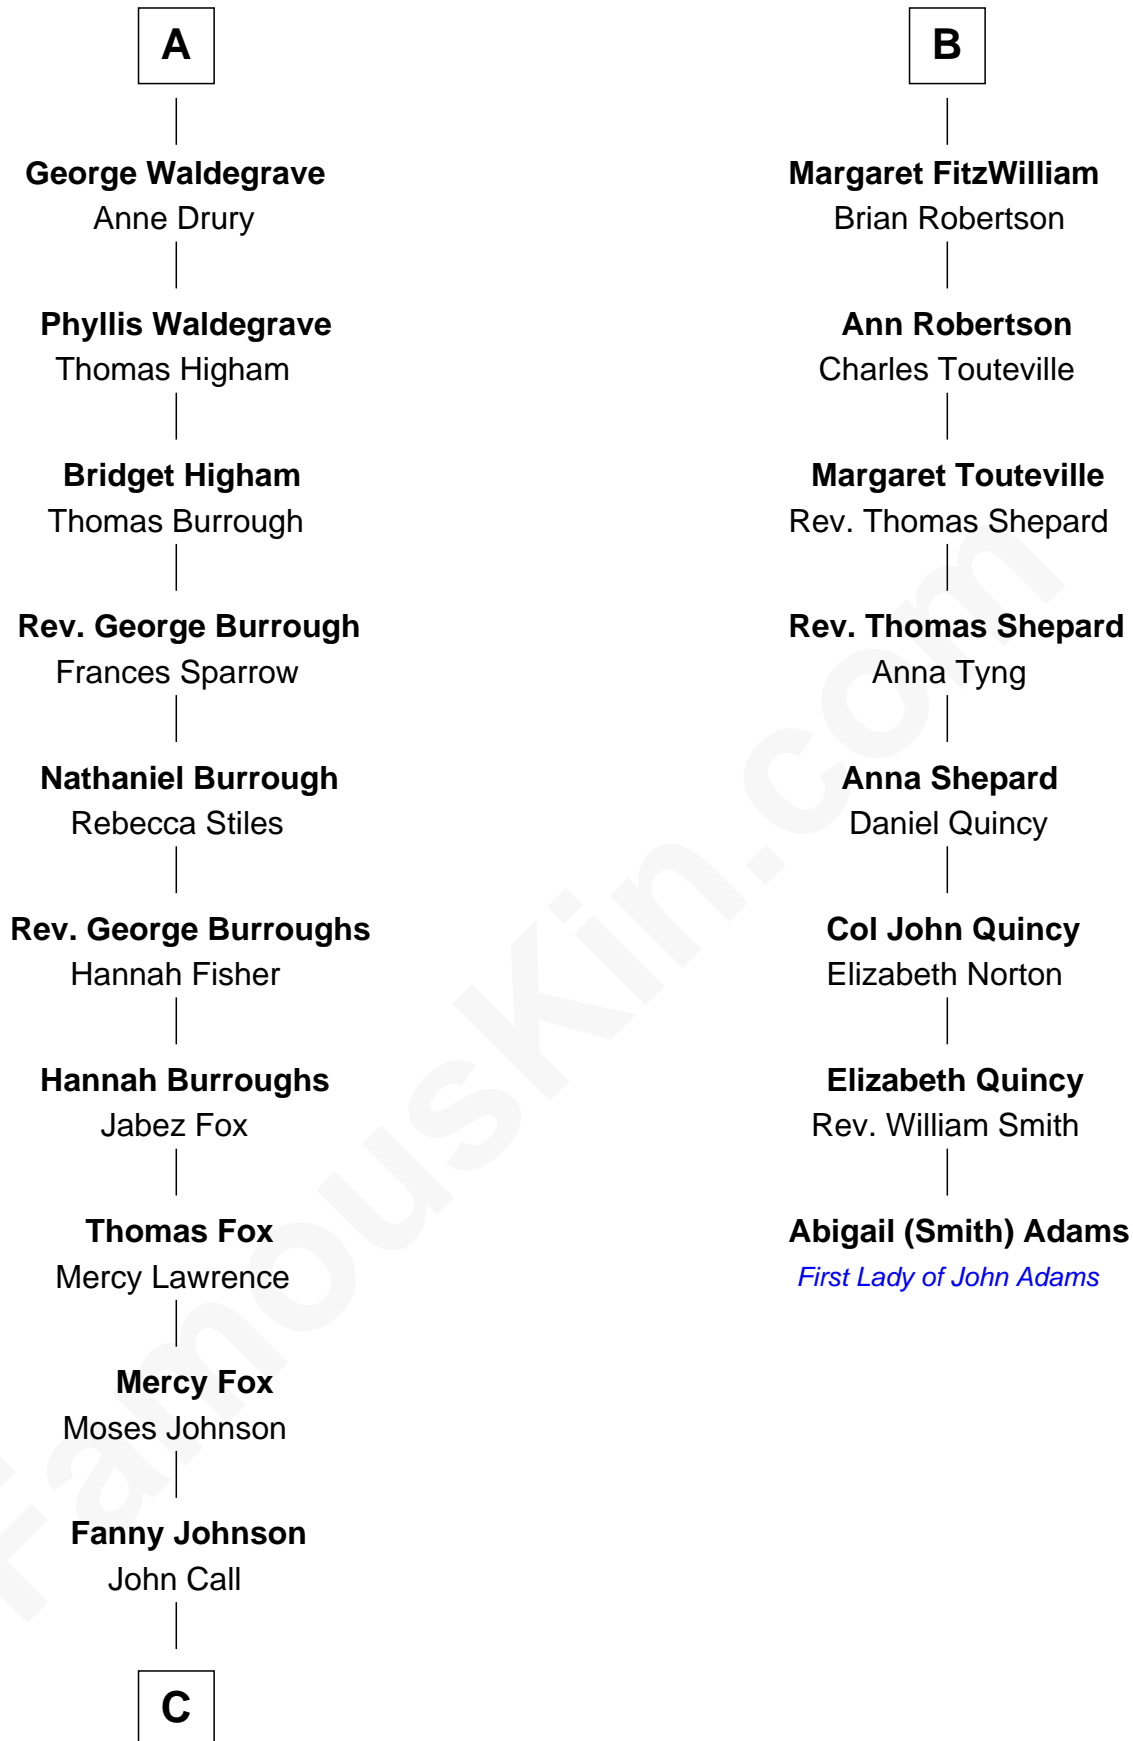 A
George Waldegrave
Anne Drury
Phyllis Waldegrave
Thomas Higham
Bridget Higham
Thomas Burrough
Rev. George Burrough
Frances Sparrow
Nathaniel Burrough
Rebecca Stiles
Rev. George Burroughs
Hannah Fisher
Hannah Burroughs
Jabez Fox
Thomas Fox
Mercy Lawrence
Mercy Fox
Moses Johnson
Fanny Johnson
John Call
C
B
Margaret FitzWilliam
Brian Robertson
Ann Robertson
Charles Touteville
Margaret Touteville
Rev. Thomas Shepard
Rev. Thomas Shepard
Anna Tyng
Anna Shepard
Daniel Quincy
Col John Quincy
Elizabeth Norton
Elizabeth Quincy
Rev. William Smith
Abigail (Smith) Adams
First Lady of John Adams
FamousKin.com